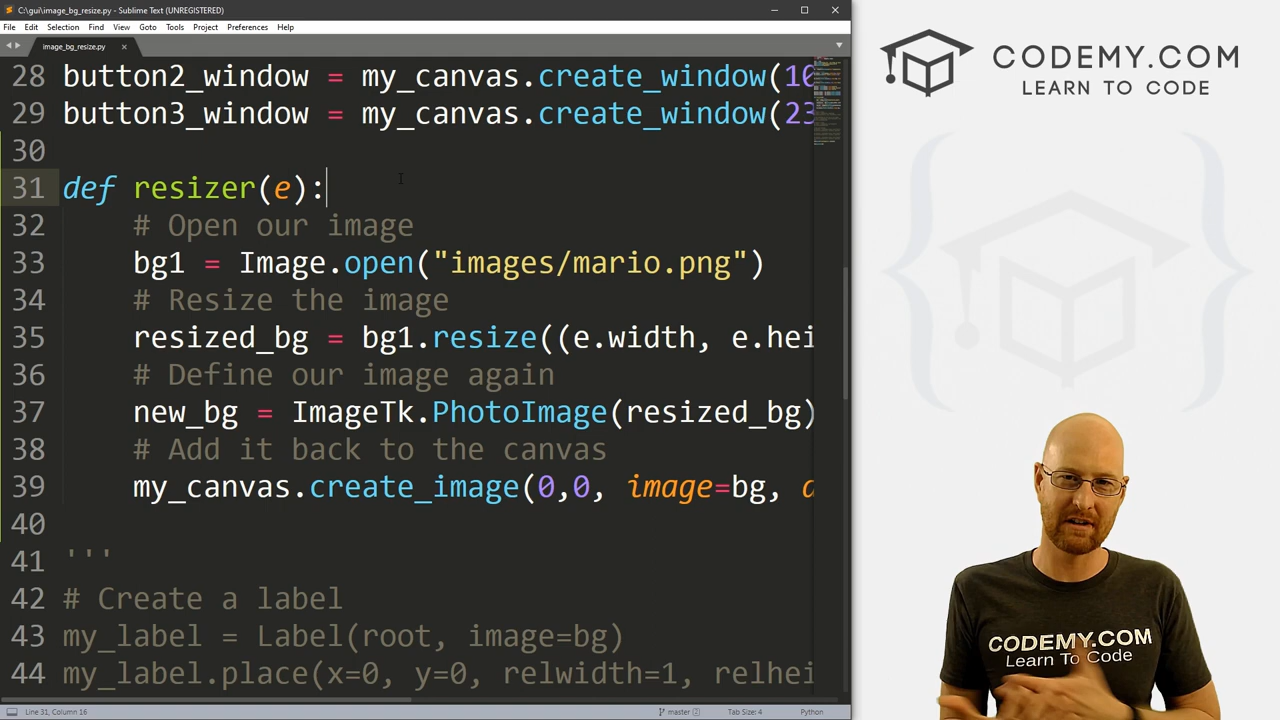 C:\gui\image_bg_resize.py - Sublime Text (UNREGISTERED)
File Edit Selection Find View Goto Tools Project Preferences Help
image_bg_resize.py
28 button2_window = my_canvas.create_window(10
29 button3_window = my_canvas.create_window(23
30
31 def resizer(e):
32 # Open our image
33 bg1 = Image.open("images/mario.png")
34 # Resize the image
35 resized_bg = bg1.resize((e.width, e.hei
36 # Define our image again
37 new_bg = ImageTk.PhotoImage(resized_bg)
38 # Add it back to the canvas
39 my_canvas.create_image(0,0, image=bg, a
40
41 '''
42 # Create a label
43 my_label = Label(root, image=bg)
44 my_label.place(x=0, y=0, relwidth=1, relhei
Line 31, Column 16
master 2
Tab Size: 4
Python
CODEMY.COM
LEARN TO CODE
CODEMY.COM
Learn To Code